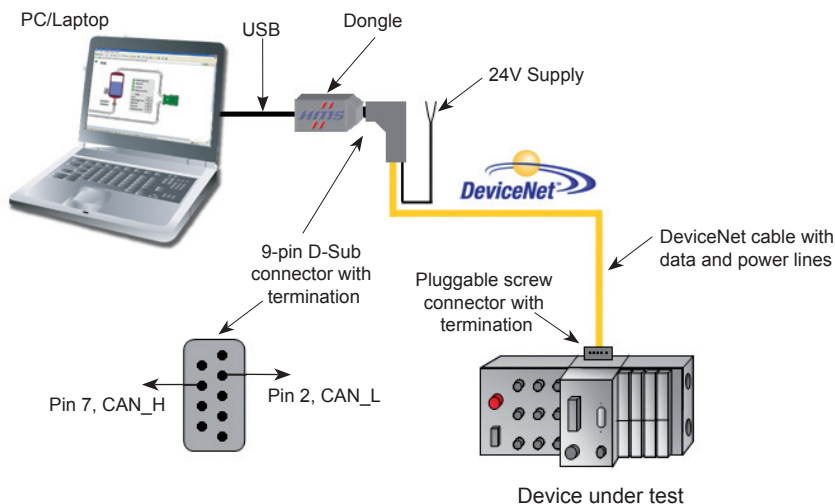 PC/Laptop
USB
Dongle
24V Supply
HMS
DeviceNet™
9-pin D-Sub
connector with
termination
DeviceNet cable with
data and power lines
Pluggable screw
connector with
termination
Pin 7, CAN_H
Pin 2, CAN_L
Device under test